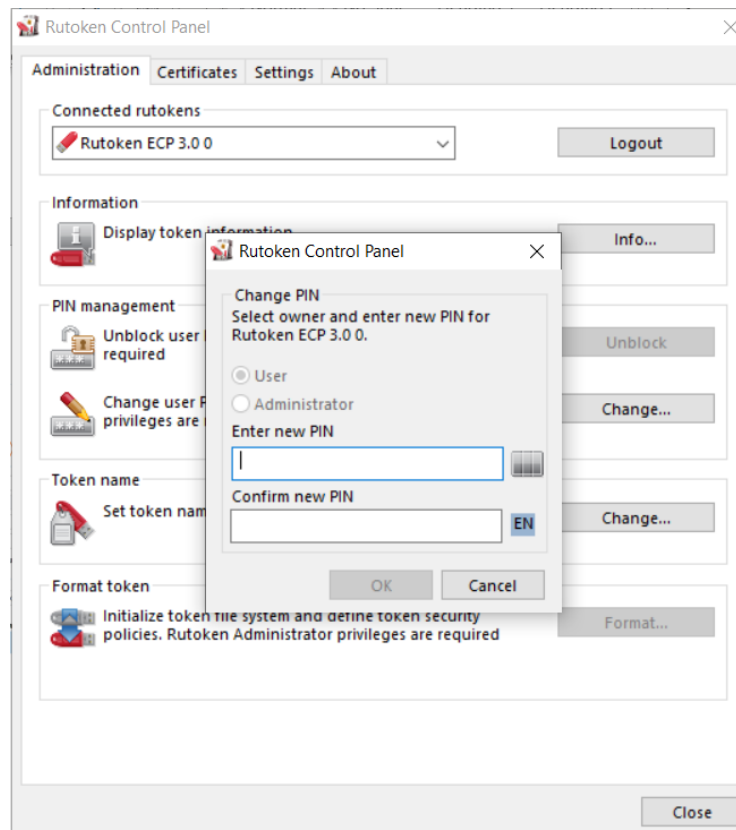 Rutoken Control Panel
Administration Certificates Settings About
Connected rutokens
Rutoken ECP 3.0 0
Logout
Information
Display token information
Info...
PIN management
Unblock user
required
Unblock
Change user
privileges are
Change...
Token name
Set token nam
Change...
Format token
Initialize token file system and define token security
policies. Rutoken Administrator privileges are required
Format...
Close
Rutoken Control Panel
Change PIN
Select owner and enter new PIN for
Rutoken ECP 3.0 0.
User
Administrator
Enter new PIN
Confirm new PIN
EN
OK
Cancel